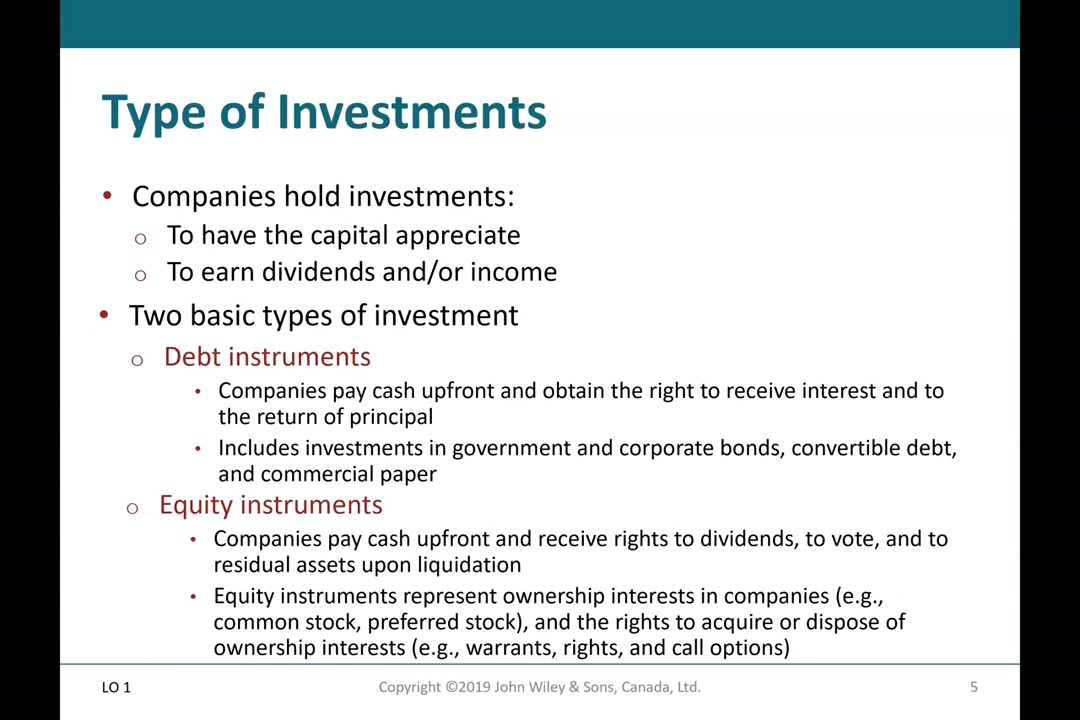 Type of Investments
• Companies hold investments:
o To have the capital appreciate
o To earn dividends and/or income
• Two basic types of investment
o Debt instruments
• Companies pay cash upfront and obtain the right to receive interest and to
the return of principal
• Includes investments in government and corporate bonds, convertible debt,
and commercial paper
o Equity instruments
• Companies pay cash upfront and receive rights to dividends, to vote, and to
residual assets upon liquidation
• Equity instruments represent ownership interests in companies (e.g.,
common stock, preferred stock), and the rights to acquire or dispose of
ownership interests (e.g., warrants, rights, and call options)
LO 1
Copyright ©2019 John Wiley & Sons, Canada, Ltd.
5